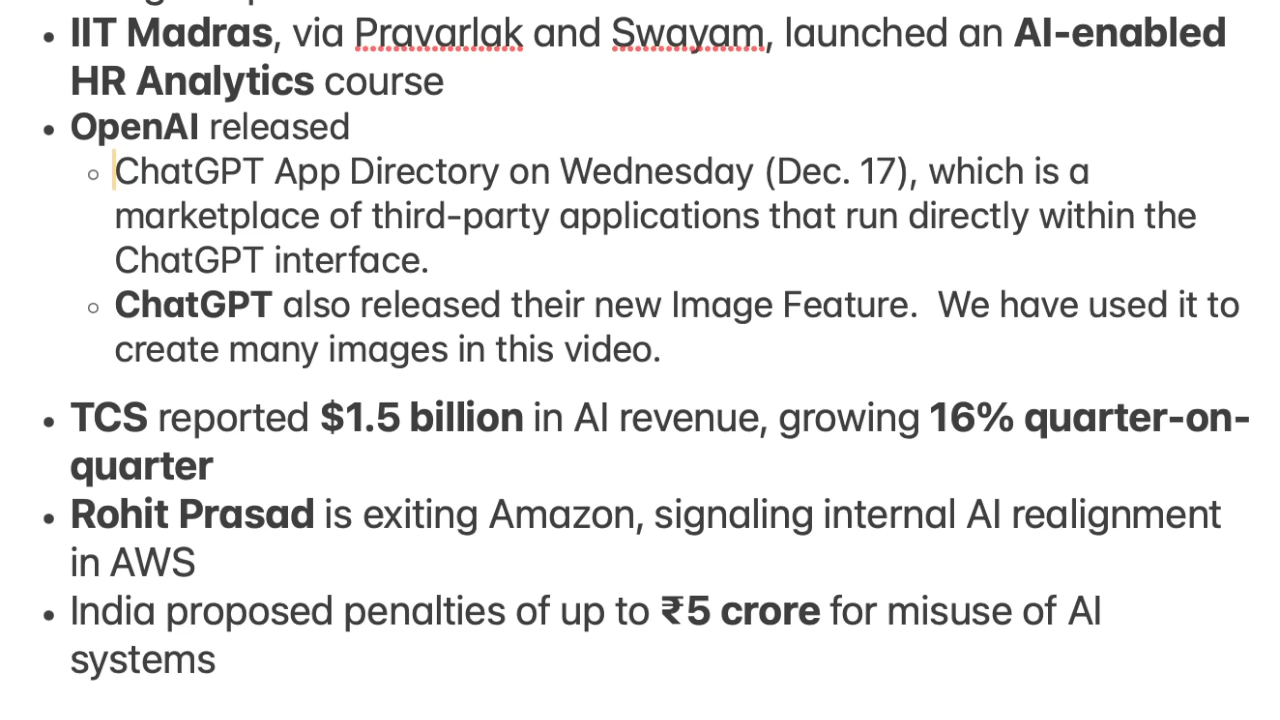 • IIT Madras, via Pravarlak and Swayam, launched an AI-enabled
HR Analytics course
• OpenAI released
◦ ChatGPT App Directory on Wednesday (Dec. 17), which is a
marketplace of third-party applications that run directly within the
ChatGPT interface.
◦ ChatGPT also released their new Image Feature.  We have used it to
create many images in this video.
• TCS reported $1.5 billion in AI revenue, growing 16% quarter-on-
quarter
• Rohit Prasad is exiting Amazon, signaling internal AI realignment
in AWS
• India proposed penalties of up to ₹5 crore for misuse of AI
systems